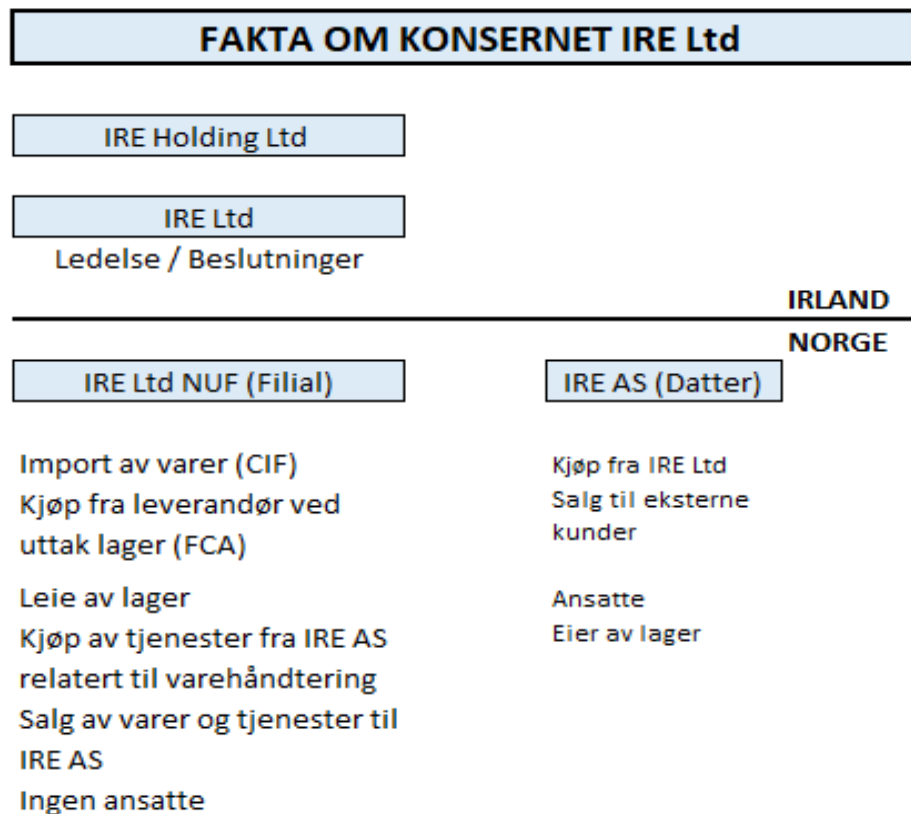 FAKTA OM KONSERNET IRE Ltd
IRE Holding Ltd
IRE Ltd
Ledelse / Beslutninger
IRLAND
NORGE
IRE Ltd NUF (Filial)
Import av varer (CIF)
Kjøp fra leverandør ved
uttak lager (FCA)
Leie av lager
Kjøp av tjenester fra IRE AS
relatert til varehåndtering
Salg av varer og tjenester til
IRE AS
Ingen ansatte
IRE AS (Datter)
Kjøp fra IRE Ltd
Salg til eksterne
kunder
Ansatte
Eier av lager